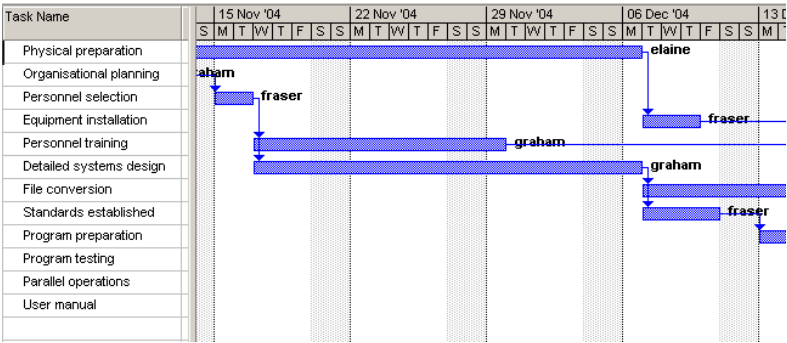 Task Name 15 Nov '04 22 Nov '04 29 Nov '04 06 Dec '04 13 D
S M T W T F S S M T W T F S S M T W T F S S M T W T F S S M T
Physical preparation elaine
Organisational planning aham
Personnel selection fraser
Equipment installation fraser
Personnel training graham
Detailed systems design graham
File conversion
Standards established fraser
Program preparation
Program testing
Parallel operations
User manual